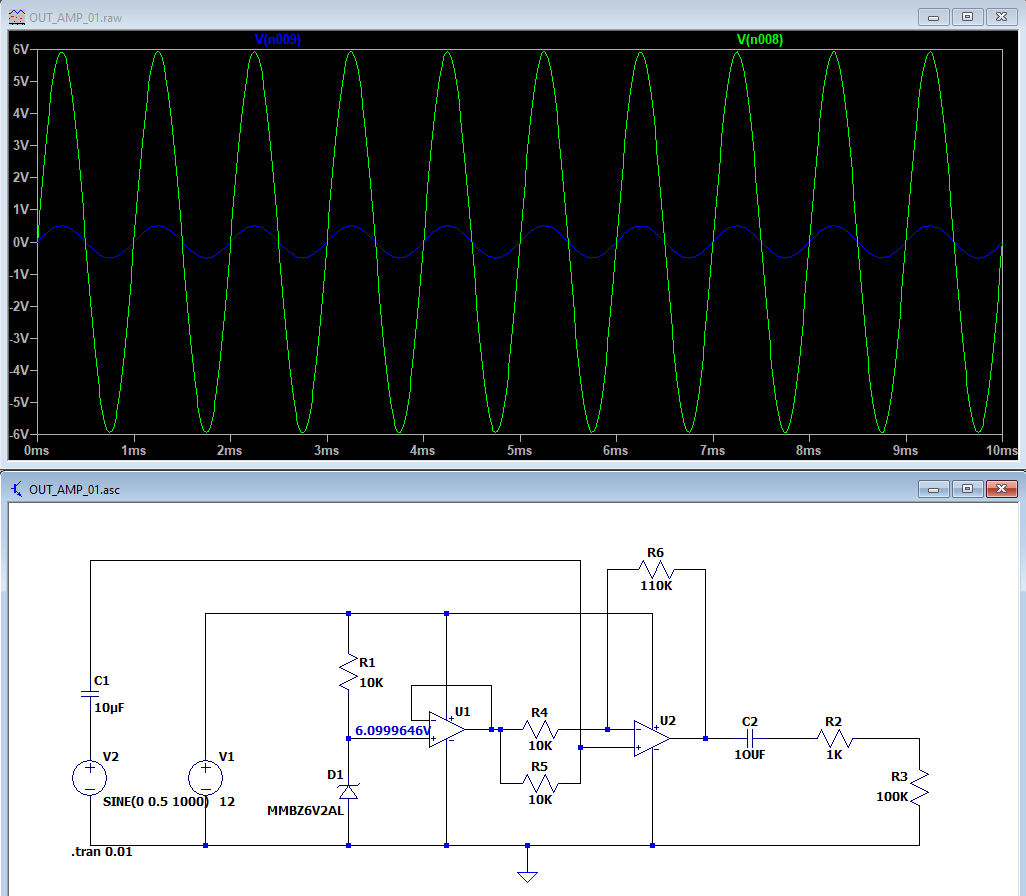 OUT_AMP_01.raw
V(n009) V(n008)
6V
5V
4V
3V
2V
1V
0V
-1V
-2V
-3V
-4V
-5V
-6V
0ms 1ms 2ms 3ms 4ms 5ms 6ms 7ms 8ms 9ms 10ms
OUT_AMP_01.asc
R6
110K
R1
10K
C1
10µF
U1
6.0999646V
R4
10K
U2
C2
10UF
R2
1K
V2
SINE(0 0.5 1000)
V1
12
D1
MMBZ6V2AL
R5
10K
R3
100K
.tran 0.01